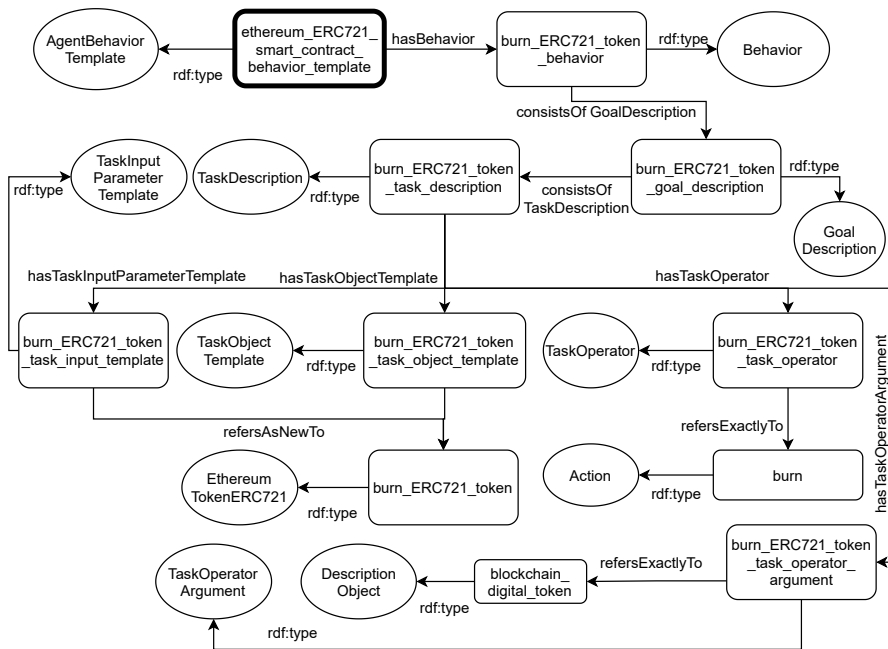 AgentBehavior
Template
rdf:type
ethereum_ERC721_
smart_contract_
behavior_template
hasBehavior
burn_ERC721_token
_behavior
rdf:type
Behavior
consistsOf GoalDescription
TaskInput
Parameter
Template
rdf:type
TaskDescription
rdf:type
burn_ERC721_token
_task_description
consistsOf
TaskDescription
burn_ERC721_token
_goal_description
rdf:type
Goal
Description
hasTaskInputParameterTemplate
hasTaskObjectTemplate
hasTaskOperator
burn_ERC721_token
_task_input_template
TaskObject
Template
rdf:type
burn_ERC721_token
_task_object_template
TaskOperator
rdf:type
burn_ERC721_token
_task_operator
hasTaskOperatorArgument
refersAsNewTo
refersExactlyTo
Ethereum
TokenERC721
rdf:type
burn_ERC721_token
Action
rdf:type
burn
TaskOperator
Argument
Description
Object
rdf:type
blockchain_
digital_token
refersExactlyTo
burn_ERC721_token
_task_operator_
argument
rdf:type